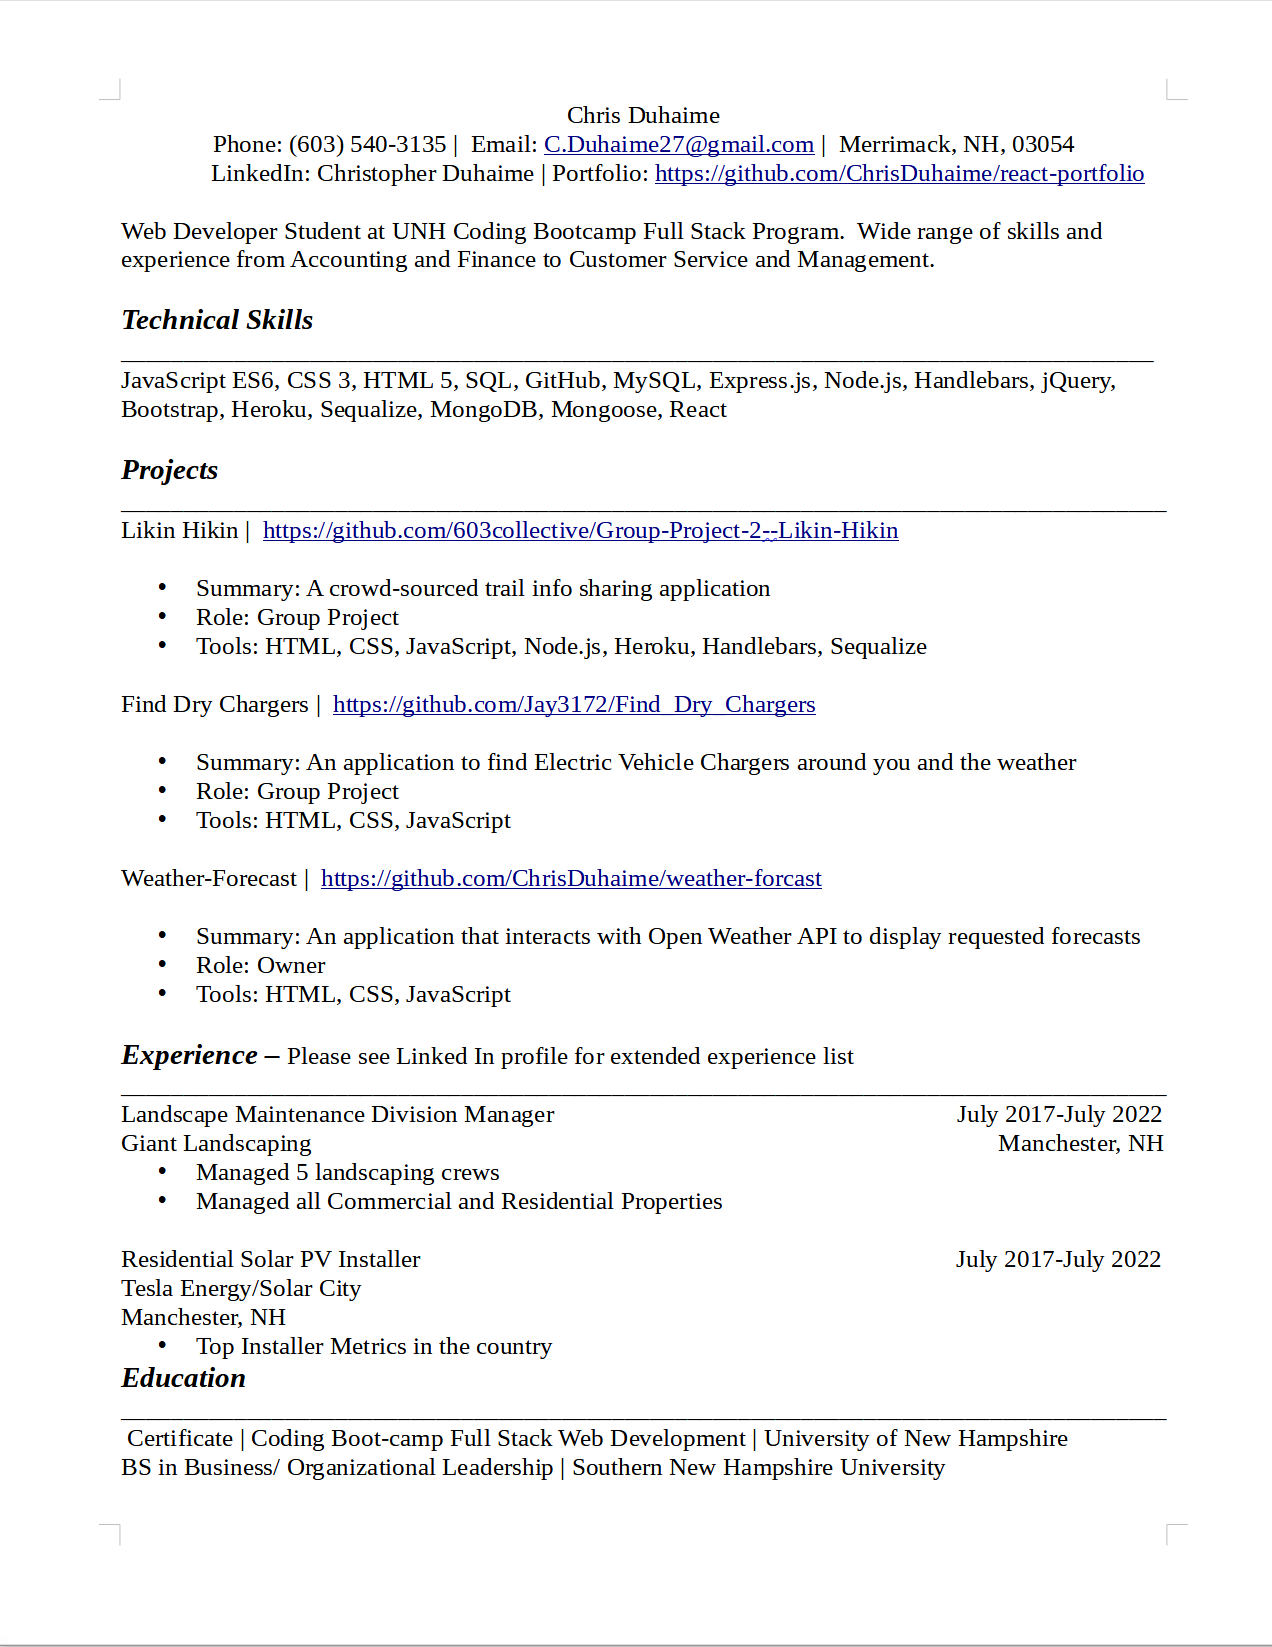 Chris Duhaime
Phone: (603) 540-3135 | Email: C.Duhaime27@gmail.com | Merrimack, NH, 03054
LinkedIn: Christopher Duhaime | Portfolio: https://github.com/ChrisDuhaime/react-portfolio
Web Developer Student at UNH Coding Bootcamp Full Stack Program. Wide range of skills and
experience from Accounting and Finance to Customer Service and Management.
Technical Skills
JavaScript ES6, CSS 3, HTML 5, SQL, GitHub, MySQL, Express.js, Node.js, Handlebars, jQuery,
Bootstrap, Heroku, Sequalize, MongoDB, Mongoose, React
Projects
Likin Hikin | https://github.com/603collective/Group-Project-2--Likin-Hikin
• Summary: A crowd-sourced trail info sharing application
• Role: Group Project
• Tools: HTML, CSS, JavaScript, Node.js, Heroku, Handlebars, Sequalize
Find Dry Chargers | https://github.com/Jay3172/Find_Dry_Chargers
• Summary: An application to find Electric Vehicle Chargers around you and the weather
• Role: Group Project
• Tools: HTML, CSS, JavaScript
Weather-Forecast | https://github.com/ChrisDuhaime/weather-forcast
• Summary: An application that interacts with Open Weather API to display requested forecasts
• Role: Owner
• Tools: HTML, CSS, JavaScript
Experience – Please see Linked In profile for extended experience list
Landscape Maintenance Division Manager July 2017-July 2022
Giant Landscaping Manchester, NH
• Managed 5 landscaping crews
• Managed all Commercial and Residential Properties
Residential Solar PV Installer July 2017-July 2022
Tesla Energy/Solar City
Manchester, NH
• Top Installer Metrics in the country
Education
Certificate | Coding Boot-camp Full Stack Web Development | University of New Hampshire
BS in Business/ Organizational Leadership | Southern New Hampshire University